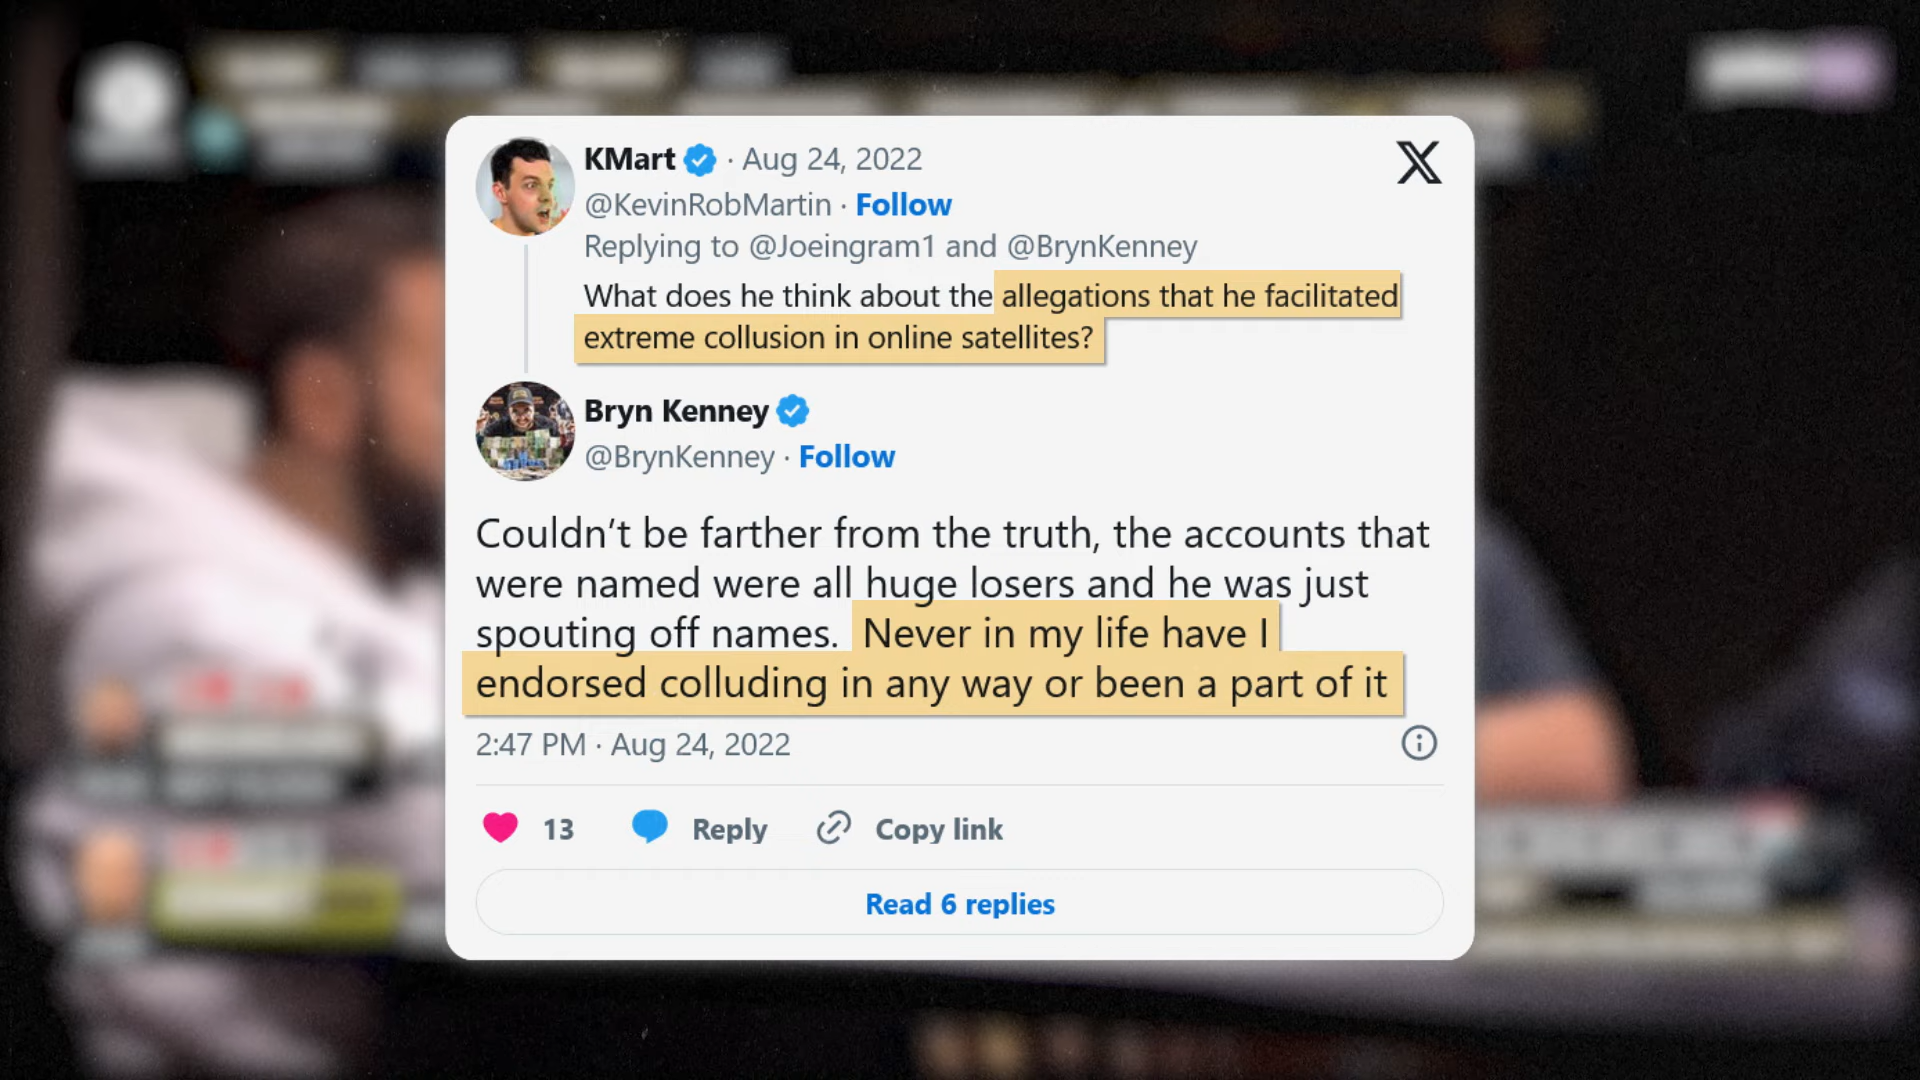 KMart · Aug 24, 2022
@KevinRobMartin · Follow
Replying to @Joeingram1 and @BrynKenney
What does he think about the allegations that he facilitated
extreme collusion in online satellites?
Bryn Kenney
@BrynKenney · Follow
Couldn’t be farther from the truth, the accounts that
were named were all huge losers and he was just
spouting off names. Never in my life have I
endorsed colluding in any way or been a part of it
2:47 PM · Aug 24, 2022
13 Reply Copy link
Read 6 replies